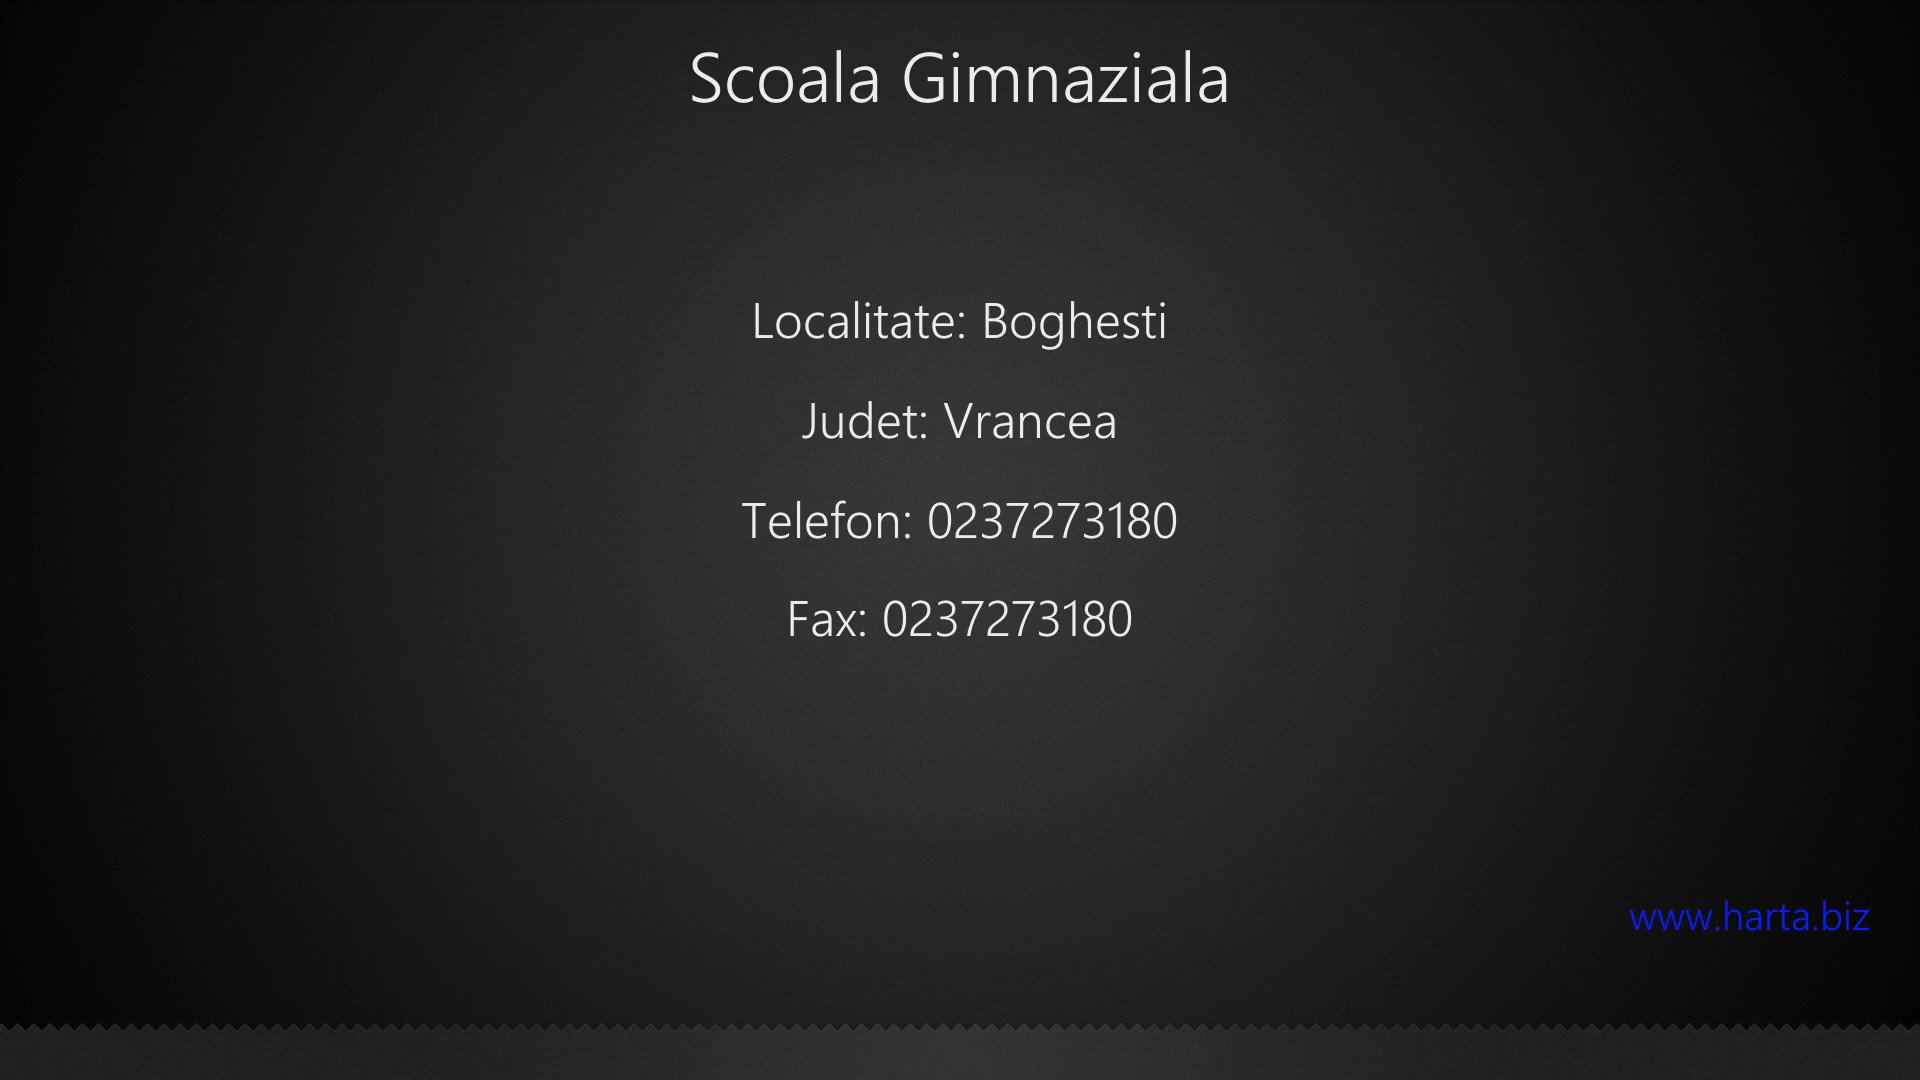 Scoala Gimnaziala
Localitate: Boghesti
Judet: Vrancea
Telefon: 0237273180
Fax: 0237273180
www.harta.biz